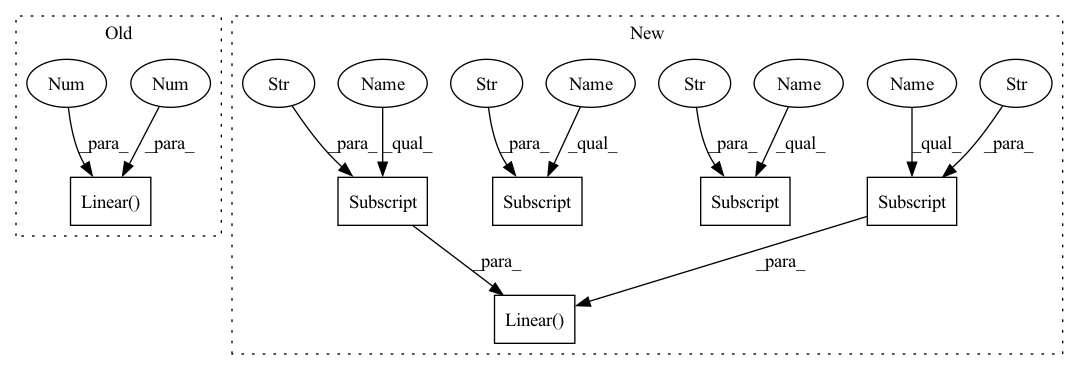 Old
New
Num
Num
Str
Name
Str
Name
Str
Name
Name
Str
_para_
_para_
_para_
_qual_
_para_
_qual_
_para_
_qual_
_qual_
_para_
Linear()
Subscript
Subscript
Subscript
Subscript
_para_
_para_
Linear()